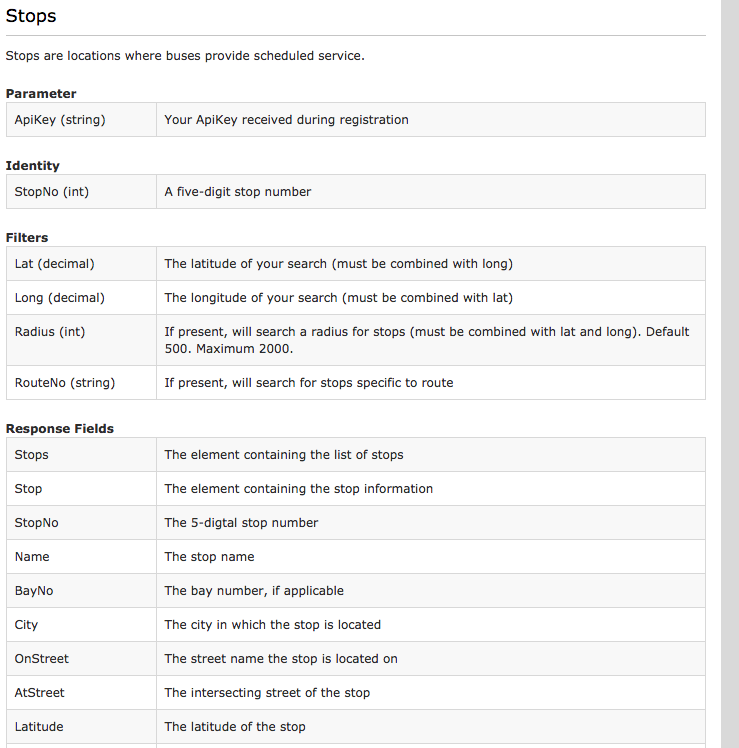 Stops
Stops are locations where buses provide scheduled service.
Parameter
ApiKey (string) Your ApiKey received during registration
Identity
StopNo (int) A five-digit stop number
Filters
Lat (decimal) The latitude of your search (must be combined with long)
Long (decimal) The longitude of your search (must be combined with lat)
Radius (int) If present, will search a radius for stops (must be combined with lat and long). Default
500. Maximum 2000.
RouteNo (string) If present, will search for stops specific to route
Response Fields
Stops The element containing the list of stops
Stop The element containing the stop information
StopNo The 5-digtal stop number
Name The stop name
BayNo The bay number, if applicable
City The city in which the stop is located
OnStreet The street name the stop is located on
AtStreet The intersecting street of the stop
Latitude The latitude of the stop